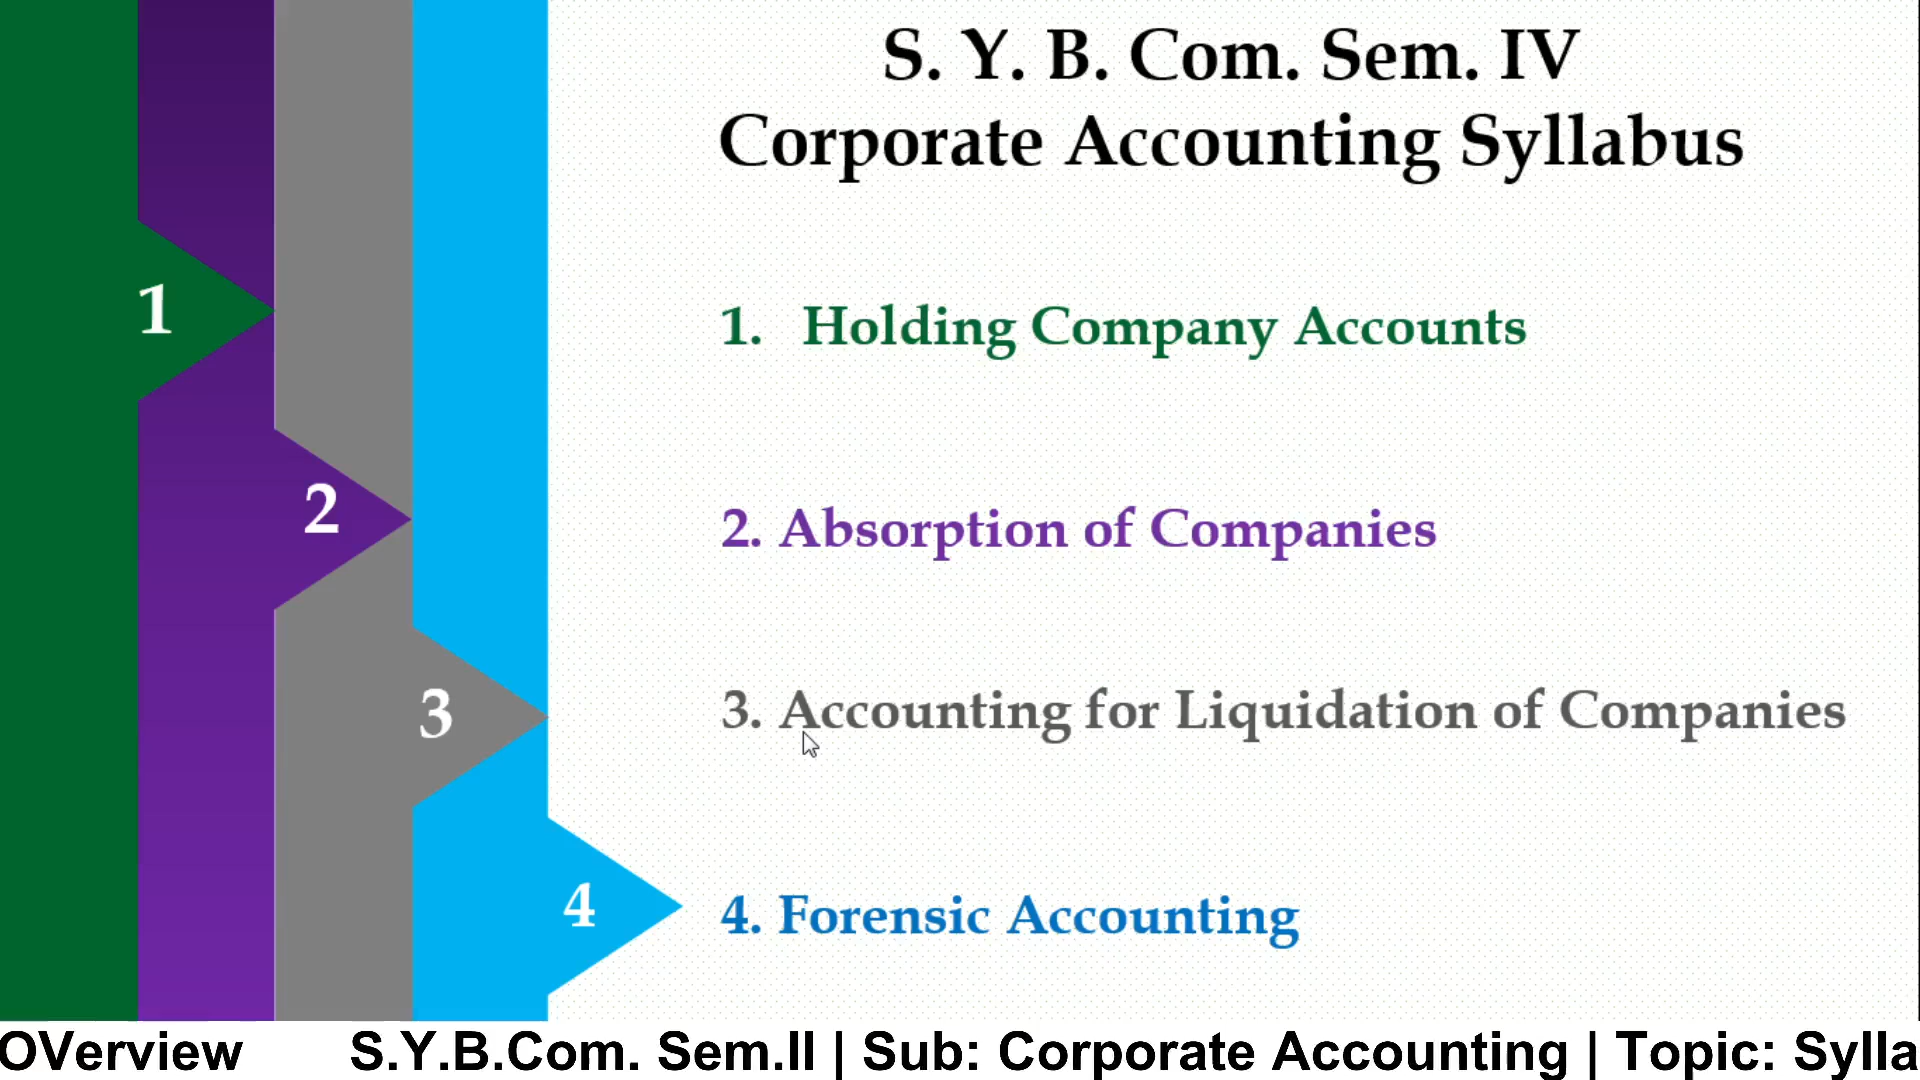 S. Y. B. Com. Sem. IV
Corporate Accounting Syllabus
1
1. Holding Company Accounts
2
2. Absorption of Companies
3
3. Accounting for Liquidation of Companies
4
4. Forensic Accounting
OVerview S.Y.B.Com. Sem.II | Sub: Corporate Accounting | Topic: Sylla